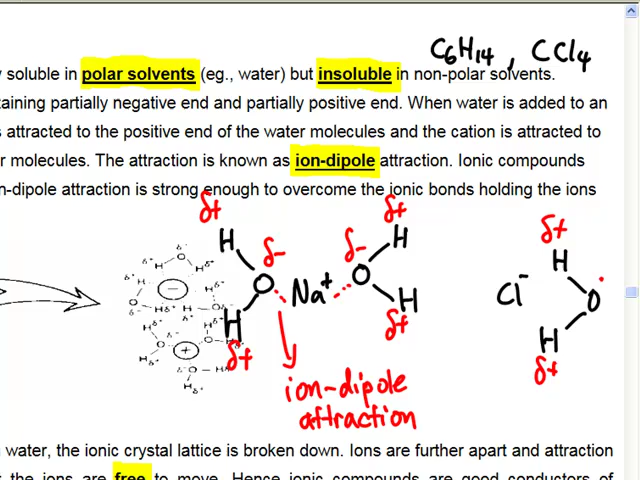 C6H14 , CCl4
y soluble in polar solvents (eg., water) but insoluble in non-polar solvents.
taining partially negative end and partially positive end. When water is added to an
s attracted to the positive end of the water molecules and the cation is attracted to
r molecules. The attraction is known as ion-dipole attraction. Ionic compounds
n-dipole attraction is strong enough to overcome the ionic bonds holding the ions
δ+ δ+
H δ- δ- H δ+
H
O Na+ O Cl- O
H H H
δ+ δ+ δ+
ion-dipole
attraction
n water, the ionic crystal lattice is broken down. Ions are further apart and attraction
t the ions are free to move. Hence ionic compounds are good conductors of